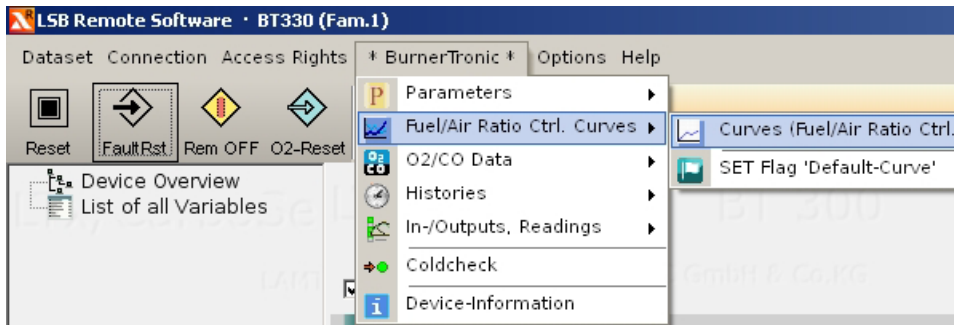 LSB Remote Software · BT330 (Fam.1)
Dataset Connection Access Rights * BurnerTronic * Options Help
Reset FaultRst Rem OFF O2-Reset
Device Overview
List of all Variables
P Parameters
Fuel/Air Ratio Ctrl. Curves
O2 CO O2/CO Data
Histories
In-/Outputs, Readings
Coldcheck
i Device-Information
Curves (Fuel/Air Ratio Ctrl.
SET Flag 'Default-Curve'
BT 300
GmbH & Co.KG